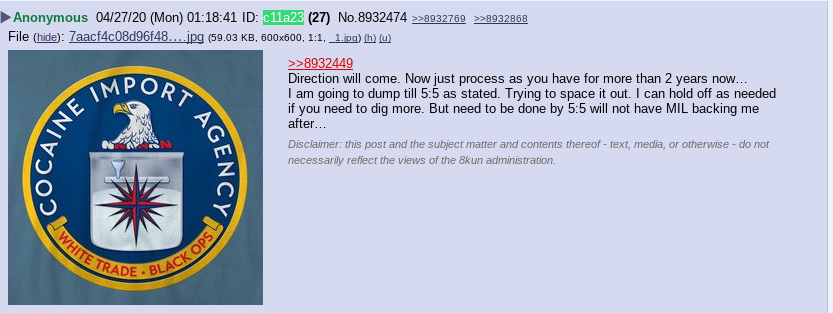 Anonymous 04/27/20 (Mon) 01:18:41 ID: c11a23 (27) No.8932474 >>8932769 >>8932868
File (hide): 7aacf4c08d96f48….jpg (59.03 KB, 600x600, 1:1, _1.jpg) (h) (u)
>>8932449
Direction will come. Now just process as you have for more than 2 years now…
I am going to dump till 5:5 as stated. Trying to space it out. I can hold off as needed
if you need to dig more. But need to be done by 5:5 will not have MIL backing me
after…
Disclaimer: this post and the subject matter and contents thereof - text, media, or otherwise - do not
necessarily reflect the views of the 8kun administration.
COCAINE IMPORT AGENCY
WHITE TRADE • BLACK OPS